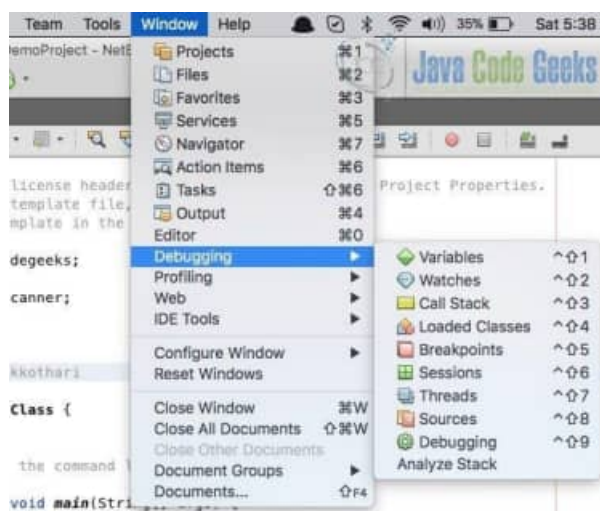 Team Tools Window Help 35% Sat 5:38
emoProject - NetB
Java Code Geeks
Projects ⌘1
Files ⌘2
Favorites ⌘3
Services ⌘5
Navigator ⌘7
Action Items ⌘6
Tasks ⇧⌘6
Output ⌘4
Editor ⌘0
Debugging
Profiling
Web
IDE Tools
Configure Window
Reset Windows
Close Window ⌘W
Close All Documents ⇧⌘W
Close Other Documents
Document Groups
Documents... ⇧F4
Variables ^⇧1
Watches ^⇧2
Call Stack ^⇧3
Loaded Classes ^⇧4
Breakpoints ^⇧5
Sessions ^⇧6
Threads ^⇧7
Sources ^⇧8
Debugging ^⇧9
Analyze Stack
license header Project Properties.
template file,
mplate in the
degeeks;
canner;
kkothari
Class {
the command
void main(Stri